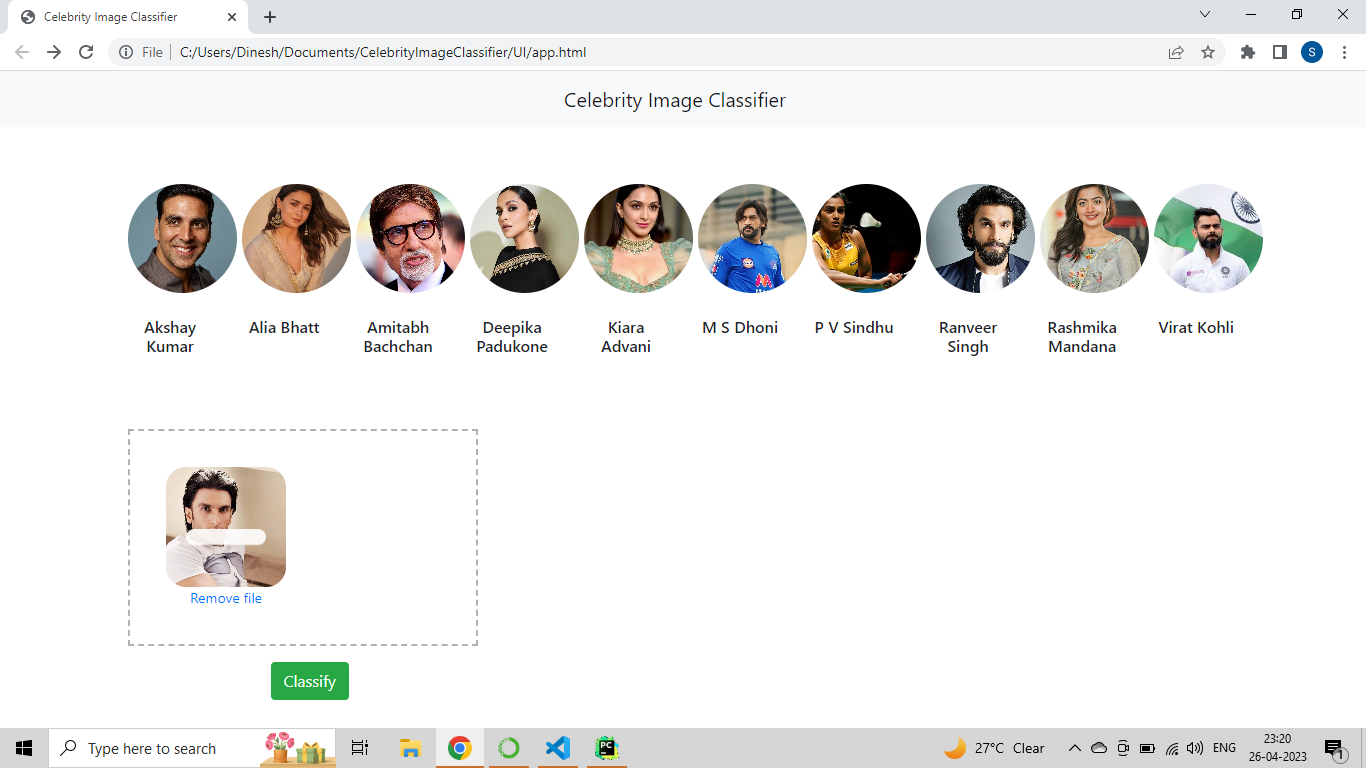 Celebrity Image Classifier
File
C:/Users/Dinesh/Documents/CelebrityImageClassifier/UI/app.html
S
Celebrity Image Classifier
Akshay
Kumar
Alia Bhatt
Amitabh
Bachchan
Deepika
Padukone
Kiara
Advani
M S Dhoni
P V Sindhu
Ranveer
Singh
Rashmika
Mandana
Virat Kohli
Remove file
Classify
Type here to search
PC
27°C Clear
ENG
23:20
26-04-2023
1